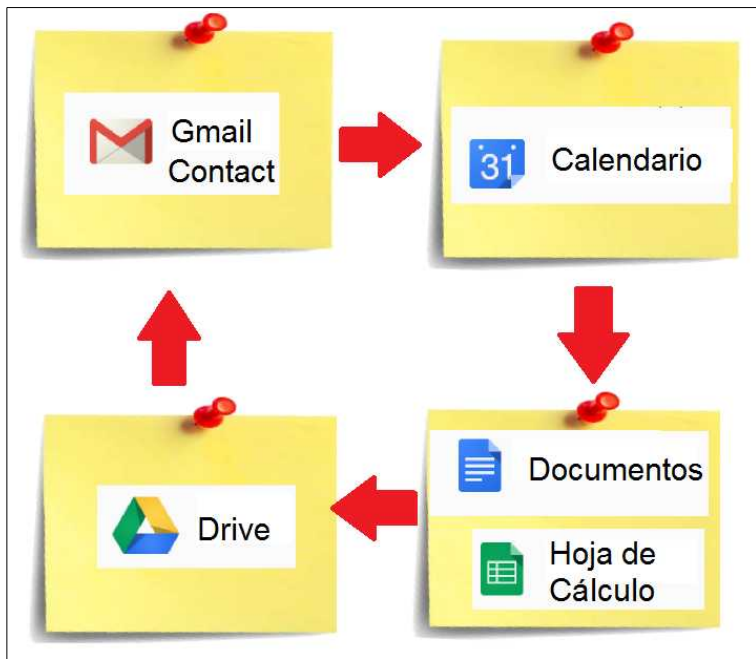 Gmail
Contact
31
Calendario
Documentos
Hoja de
Cálculo
Drive